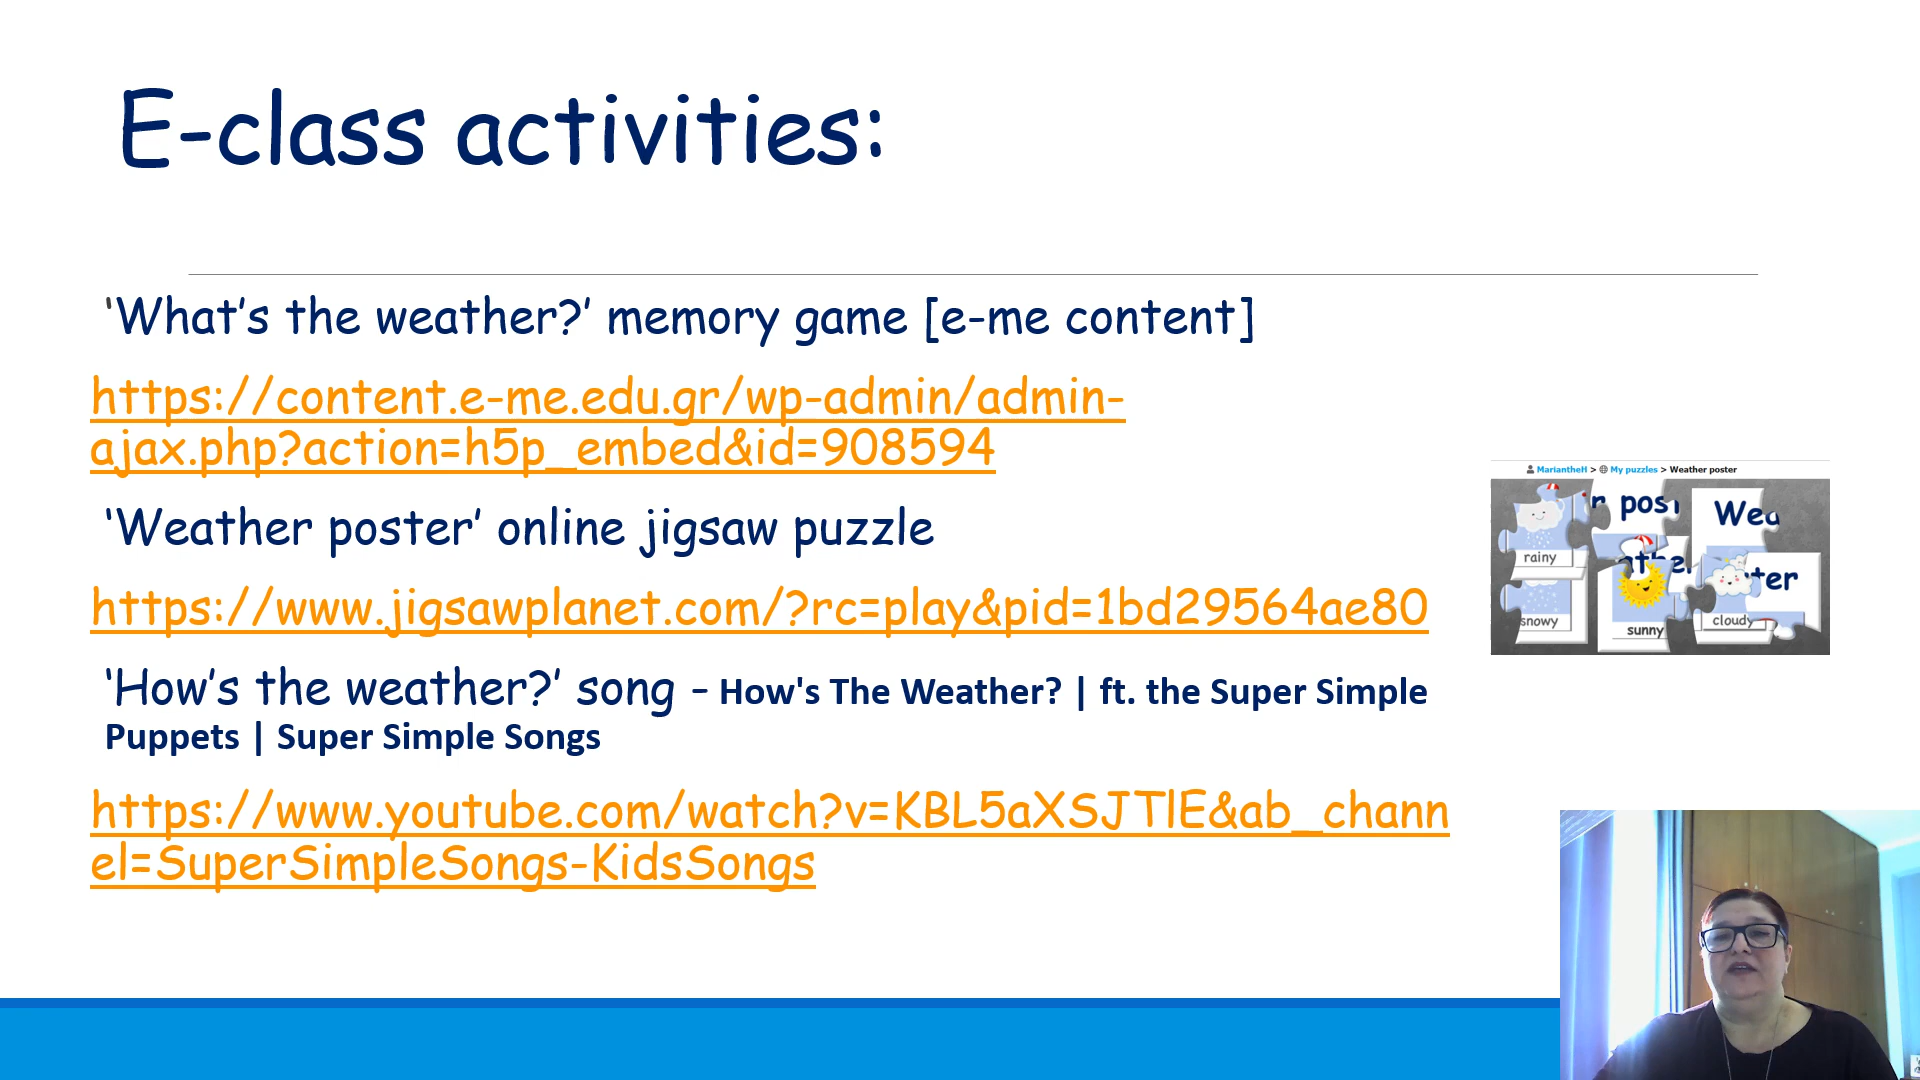 E-class activities:
‘What’s the weather?’ memory game [e-me content]
https://content.e-me.edu.gr/wp-admin/admin-
ajax.php?action=h5p_embed&id=908594
‘Weather poster’ online jigsaw puzzle
https://www.jigsawplanet.com/?rc=play&pid=1bd29564ae80
‘How’s the weather?’ song – How's The Weather? | ft. the Super Simple
Puppets | Super Simple Songs
https://www.youtube.com/watch?v=KBL5aXSJTlE&ab_chann
el=SuperSimpleSongs-KidsSongs
MariantheH > My puzzles > Weather poster
r post
Wea
rainy
ther
ster
snowy
sunny
cloudy